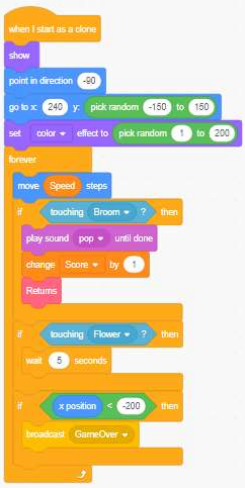 when I start as a clone
show
point in direction -90
go to x: 240 y: pick random -150 to 150
set color effect to pick random 1 to 200
forever
move Speed steps
if touching Broom ? then
play sound pop until done
change Score by 1
Returns
if touching Flower ? then
wait 5 seconds
if x position < -200 then
broadcast GameOver